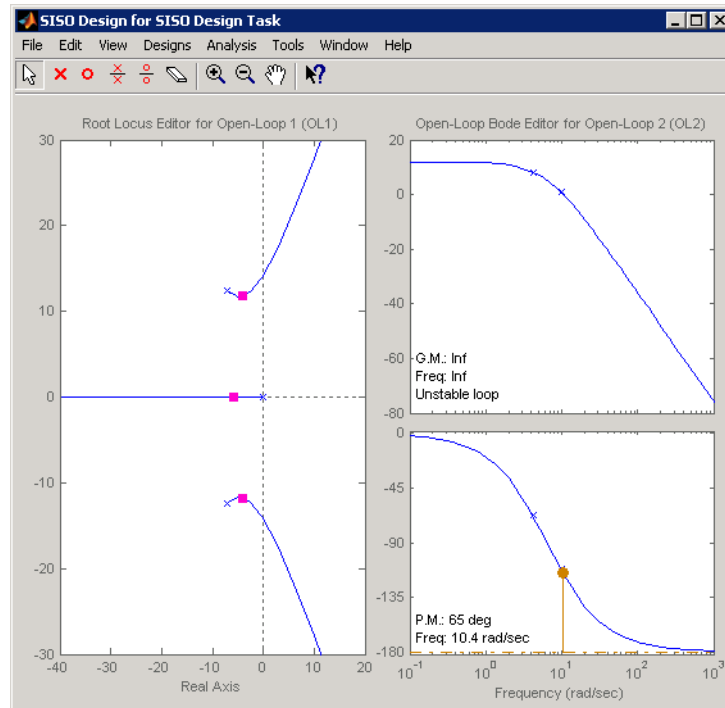 SISO Design for SISO Design Task
File Edit View Designs Analysis Tools Window Help
Root Locus Editor for Open-Loop 1 (OL1)
30
20
10
0
-10
-20
-30
-40 -30 -20 -10 0 10 20
Real Axis
Open-Loop Bode Editor for Open-Loop 2 (OL2)
20
0
-20
-40
-60
-80
G.M.: Inf
Freq: Inf
Unstable loop
0
-45
-90
-135
-180
P.M.: 65 deg
Freq: 10.4 rad/sec
10^-1 10^0 10^1 10^2 10^3
Frequency (rad/sec)